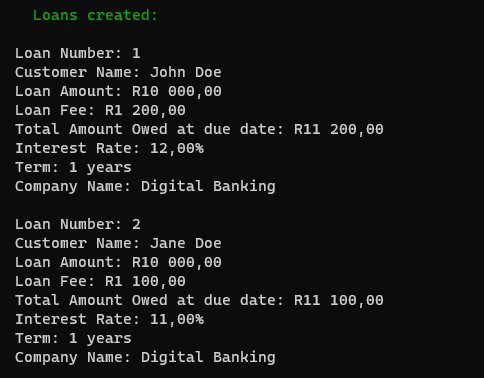 Loans created:
Loan Number: 1
Customer Name: John Doe
Loan Amount: R10 000,00
Loan Fee: R1 200,00
Total Amount Owed at due date: R11 200,00
Interest Rate: 12,00%
Term: 1 years
Company Name: Digital Banking
Loan Number: 2
Customer Name: Jane Doe
Loan Amount: R10 000,00
Loan Fee: R1 100,00
Total Amount Owed at due date: R11 100,00
Interest Rate: 11,00%
Term: 1 years
Company Name: Digital Banking